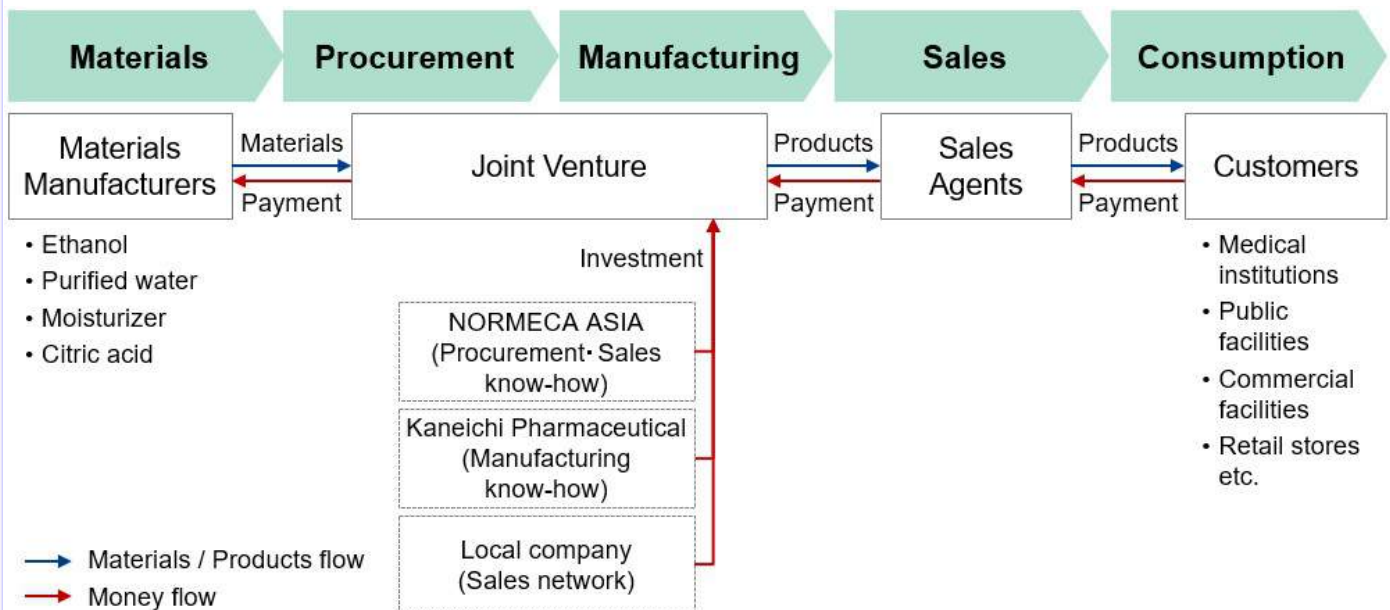 Materials
Procurement
Manufacturing
Sales
Consumption
Materials
Manufacturers
Materials
Payment
Joint Venture
Products
Payment
Sales
Agents
Products
Payment
Customers
• Ethanol
• Purified water
• Moisturizer
• Citric acid
Investment
NORMECA ASIA
(Procurement・Sales
know-how)
Kaneichi Pharmaceutical
(Manufacturing
know-how)
Local company
(Sales network)
• Medical
institutions
• Public
facilities
• Commercial
facilities
• Retail stores
etc.
Materials / Products flow
Money flow